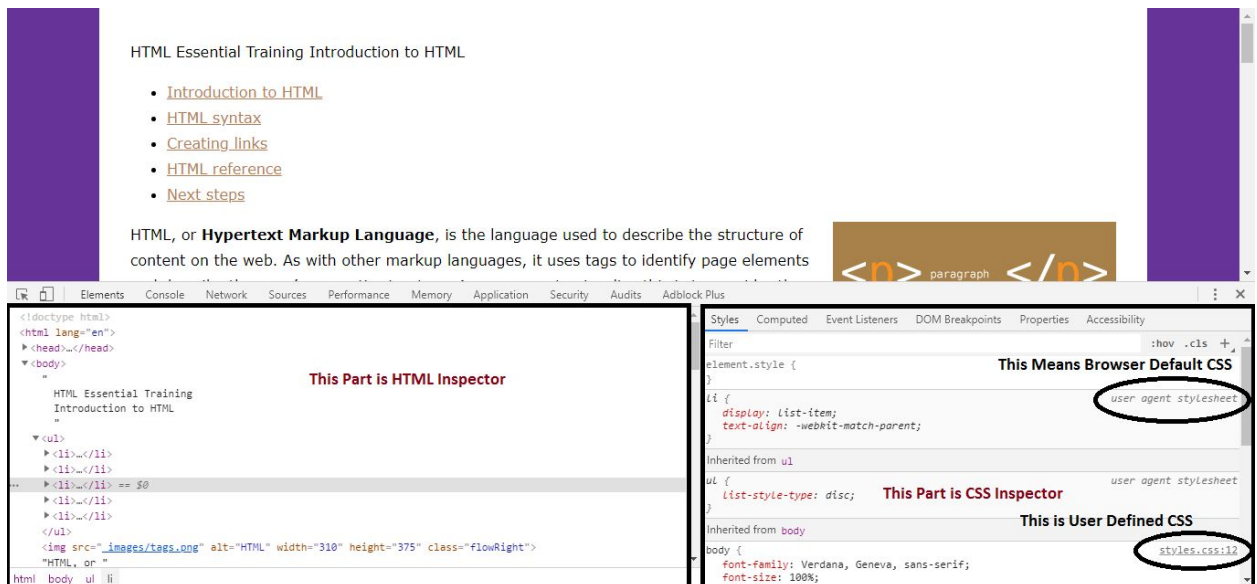 HTML Essential Training Introduction to HTML
Introduction to HTML
HTML syntax
Creating links
HTML reference
Next steps
HTML, or Hypertext Markup Language, is the language used to describe the structure of
content on the web. As with other markup languages, it uses tags to identify page elements
<p> paragraph </p>
Elements Console Network Sources Performance Memory Application Security Audits Adblock Plus
<!doctype html>
<html lang="en">
<head>…</head>
<body>
"
HTML Essential Training
Introduction to HTML
"
<ul>
<li>…</li>
<li>…</li>
<li>…</li> == $0
<li>…</li>
<li>…</li>
</ul>
<img src="_images/tags.png" alt="HTML" width="310" height="375" class="flowRight">
"HTML, or "
html body ul li
This Part is HTML Inspector
Styles Computed Event Listeners DOM Breakpoints Properties Accessibility
Filter :hov .cls +
element.style {
}
This Means Browser Default CSS
li { user agent stylesheet
display: list-item;
text-align: -webkit-match-parent;
}
Inherited from ul
ul { user agent stylesheet
list-style-type: disc;
}
This Part is CSS Inspector
This is User Defined CSS
Inherited from body
body { styles.css:12
font-family: Verdana, Geneva, sans-serif;
font-size: 100%;